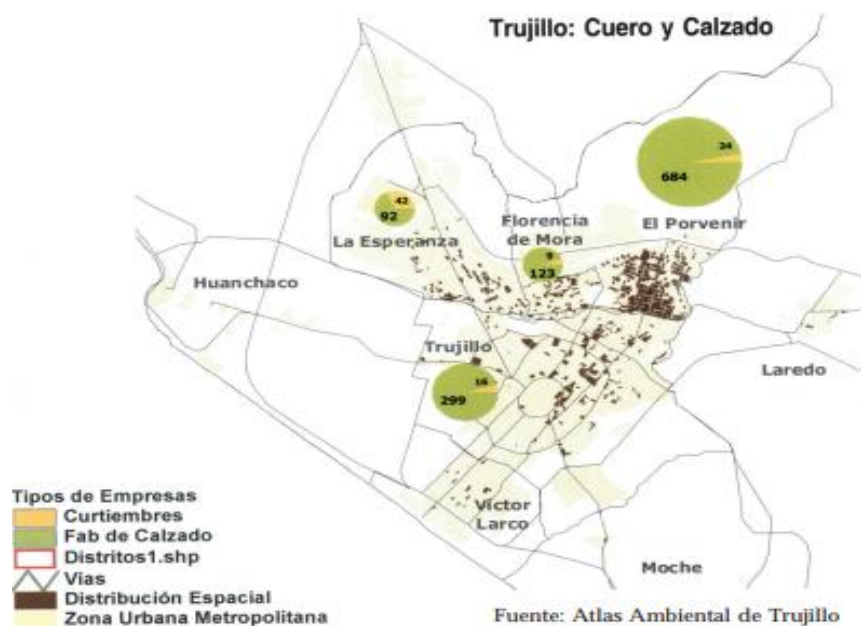 Trujillo: Cuero y Calzado
24
684
42
92
La Esperanza
Florencia
de Mora
El Porvenir
9
123
Huanchaco
Trujillo
16
299
Laredo
Víctor
Larco
Moche
Tipos de Empresas
Curtiembres
Fab de Calzado
Distritos1.shp
Vias
Distribución Espacial
Zona Urbana Metropolitana
Fuente: Atlas Ambiental de Trujillo